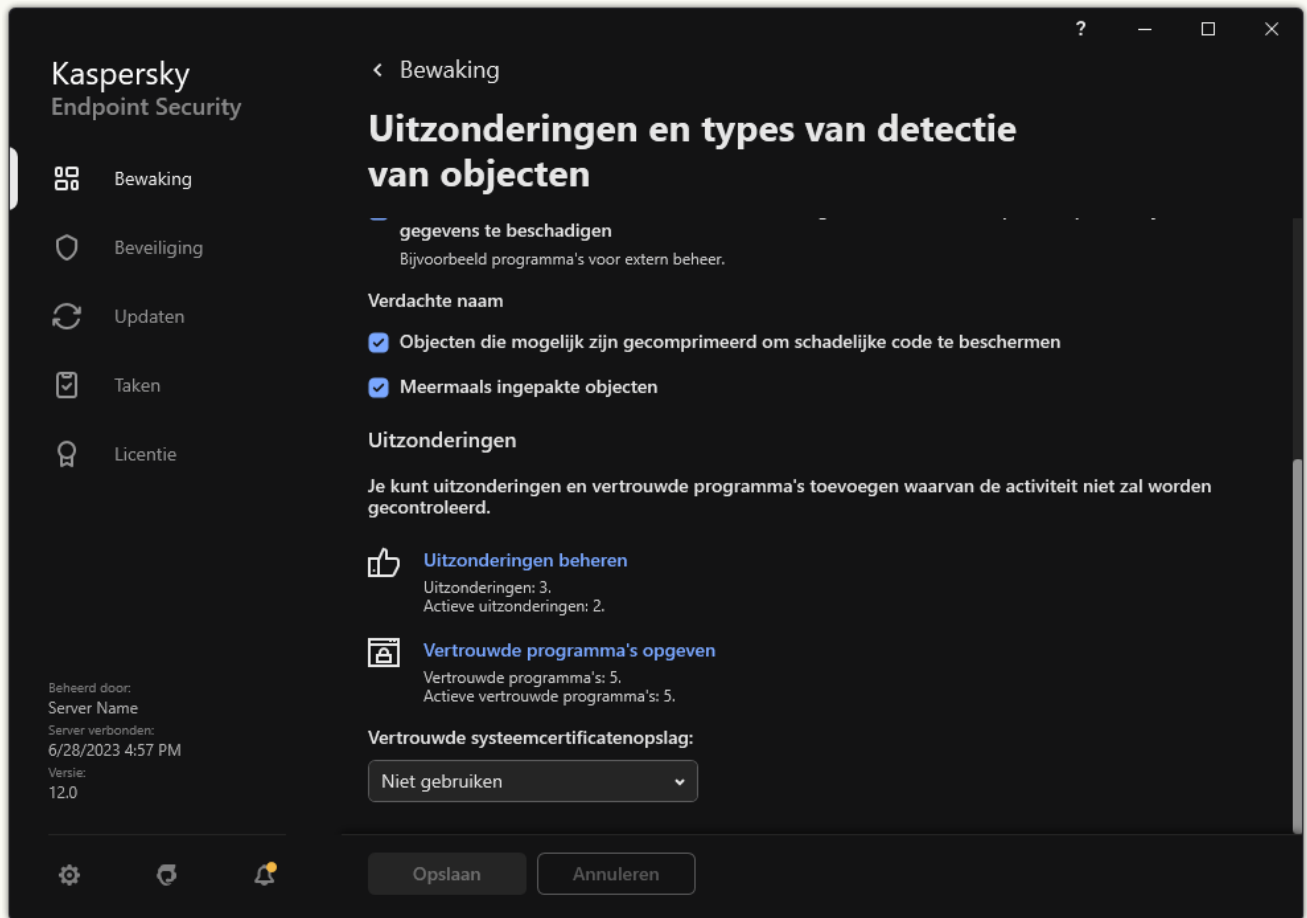 ?
Kaspersky
Endpoint Security
Bewaking
Beveiliging
Updaten
Taken
Licentie
Beheerd door:
Server Name
Server verbonden:
6/28/2023 4:57 PM
Versie:
12.0
Bewaking
Uitzonderingen en types van detectie
van objecten
gegevens te beschadigen
Bijvoorbeeld programma's voor extern beheer.
Verdachte naam
Objecten die mogelijk zijn gecomprimeerd om schadelijke code te beschermen
Meermaals ingepakte objecten
Uitzonderingen
Je kunt uitzonderingen en vertrouwde programma's toevoegen waarvan de activiteit niet zal worden
gecontroleerd.
Uitzonderingen beheren
Uitzonderingen: 3.
Actieve uitzonderingen: 2.
Vertrouwde programma's opgeven
Vertrouwde programma's: 5.
Actieve vertrouwde programma's: 5.
Vertrouwde systeemcertificatenopslag:
Niet gebruiken
Opslaan
Annuleren